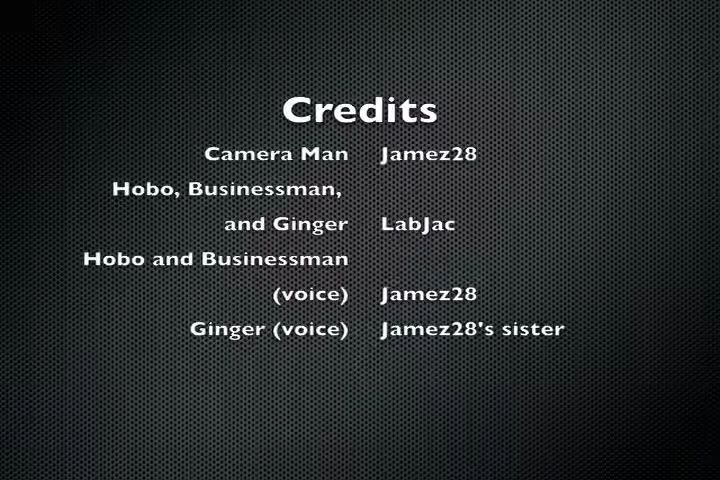 Credits
Camera Man Jamez28
Hobo, Businessman,
and Ginger LabJac
Hobo and Businessman
(voice) Jamez28
Ginger (voice) Jamez28's sister